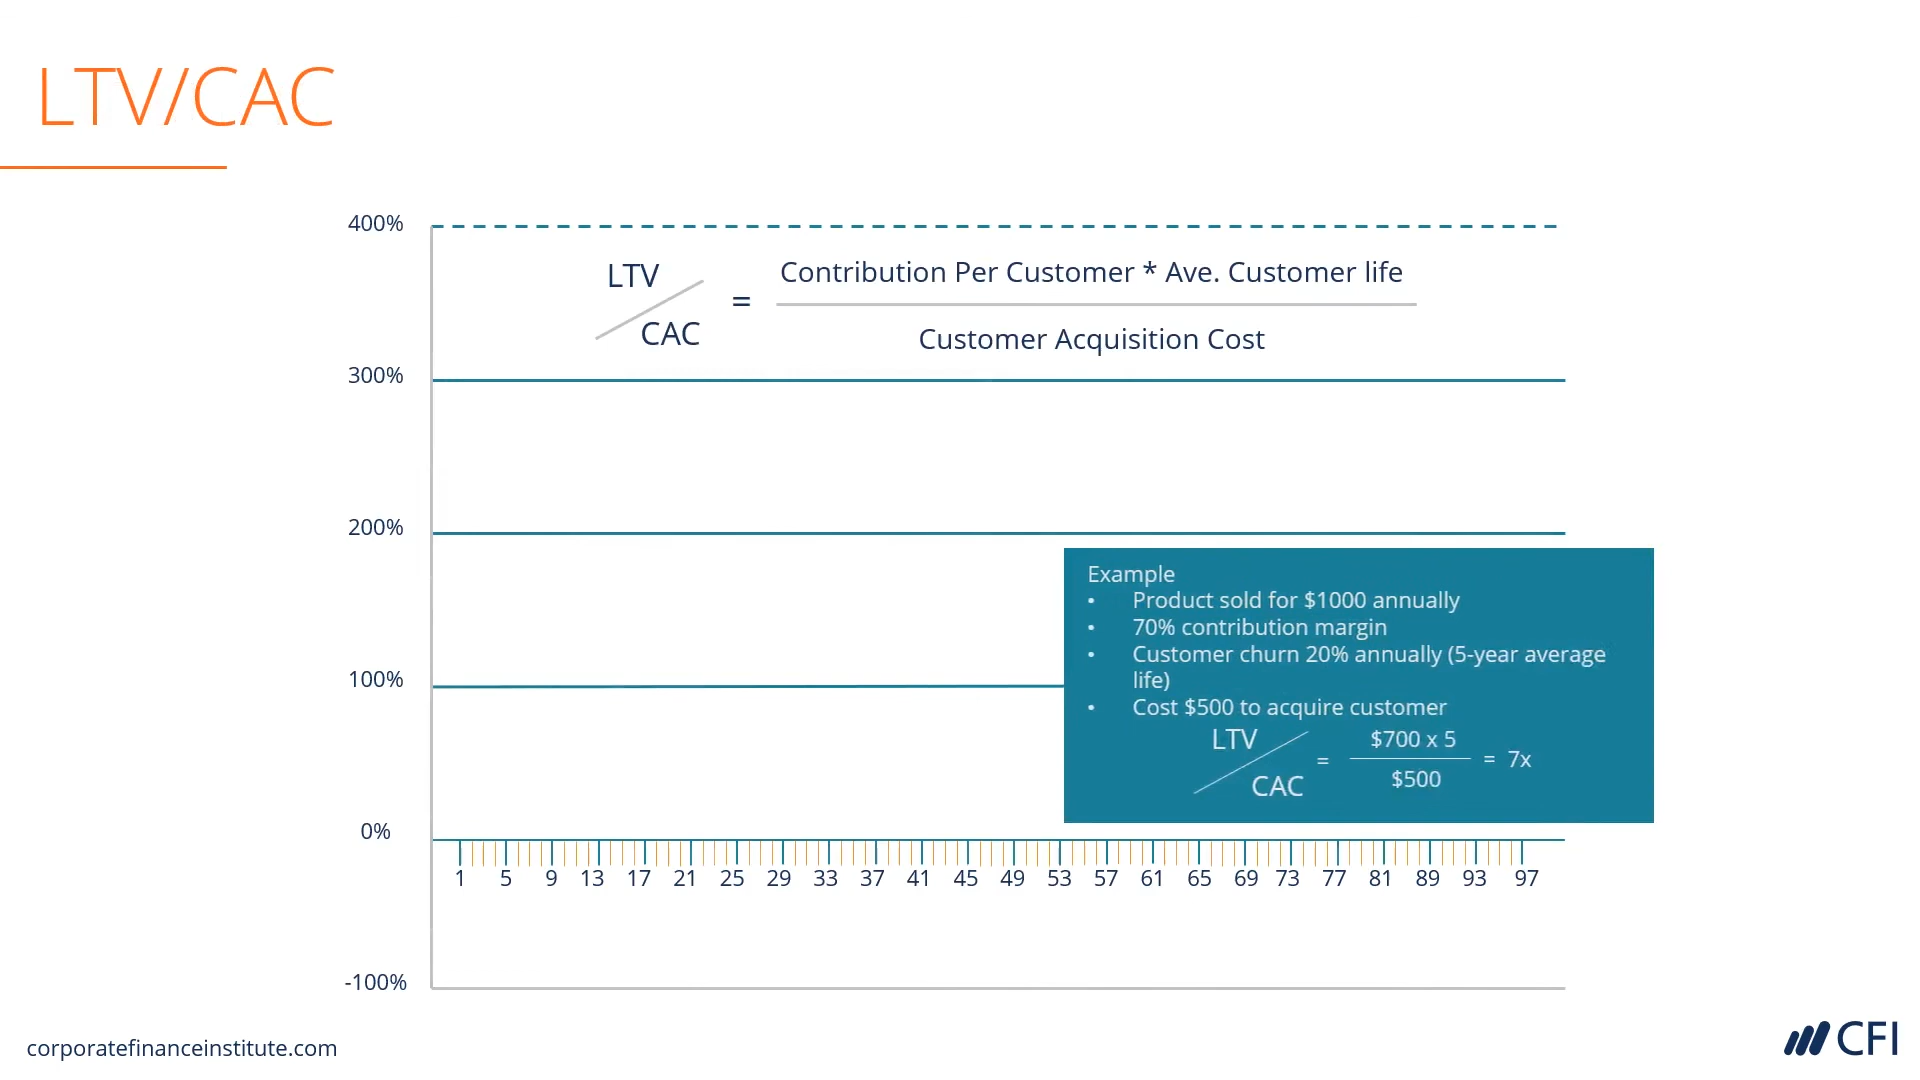 LTV/CAC
400%
LTV
CAC
=
Contribution Per Customer * Ave. Customer life
Customer Acquisition Cost
300%
200%
100%
0%
-100%
Example
• Product sold for $1000 annually
• 70% contribution margin
• Customer churn 20% annually (5-year average
life)
• Cost $500 to acquire customer
LTV
CAC
=
$700 x 5
$500
= 7x
1 5 9 13 17 21 25 29 33 37 41 45 49 53 57 61 65 69 73 77 81 89 93 97
corporatefinanceinstitute.com
CFI